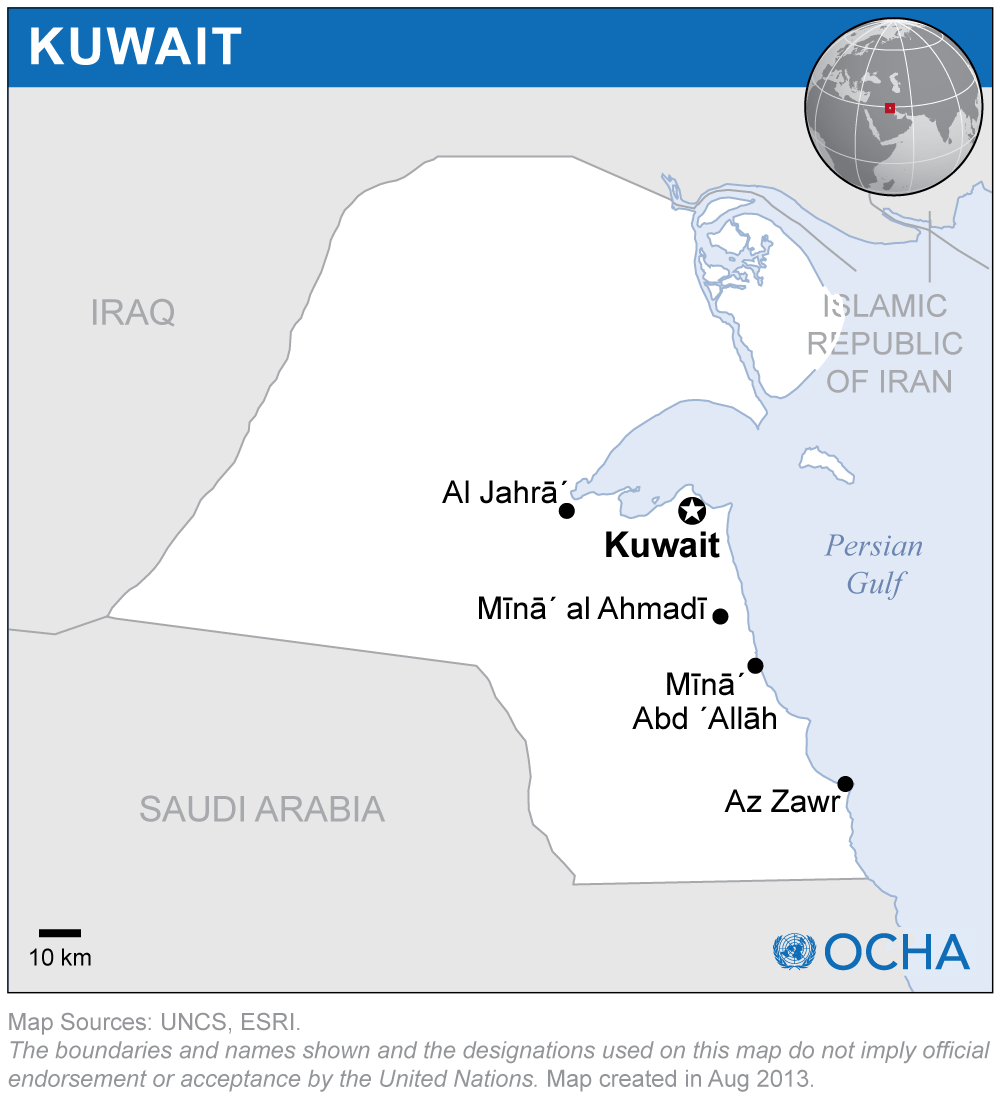 KUWAIT
IRAQ
ISLAMIC
REPUBLIC
OF IRAN
Al Jahrā´
Kuwait
Persian
Gulf
Mīnā´ al Ahmadī
Mīnā´
Abd ´Allāh
Az Zawr
SAUDI ARABIA
10 km
OCHA
Map Sources: UNCS, ESRI.
The boundaries and names shown and the designations used on this map do not imply official
endorsement or acceptance by the United Nations. Map created in Aug 2013.